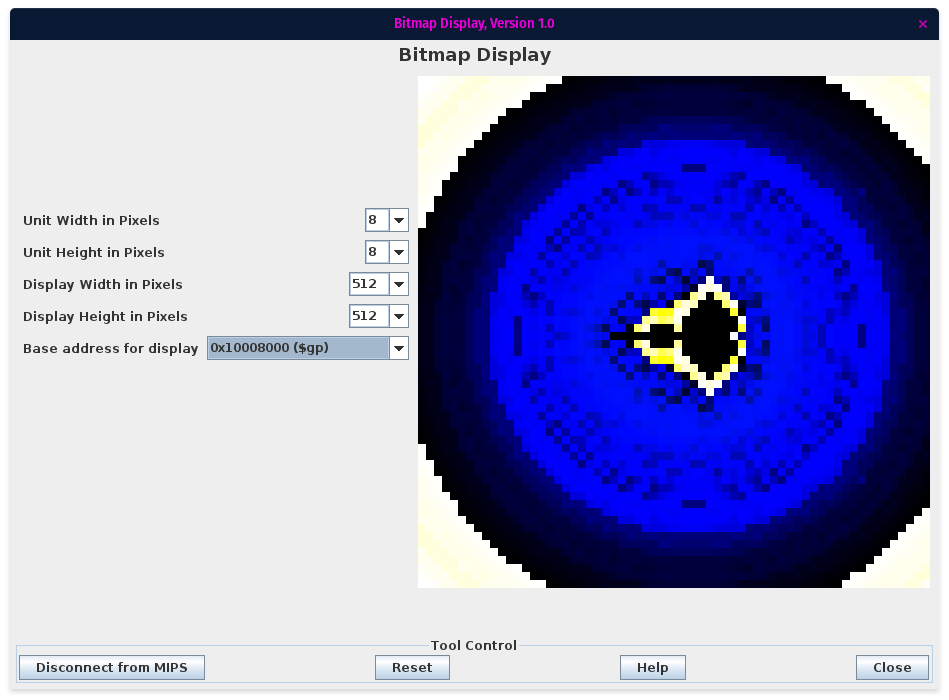 Bitmap Display, Version 1.0
×
Bitmap Display
Unit Width in Pixels 8
Unit Height in Pixels 8
Display Width in Pixels 512
Display Height in Pixels 512
Base address for display 0x10008000 ($gp)
Tool Control
Disconnect from MIPS Reset Help Close